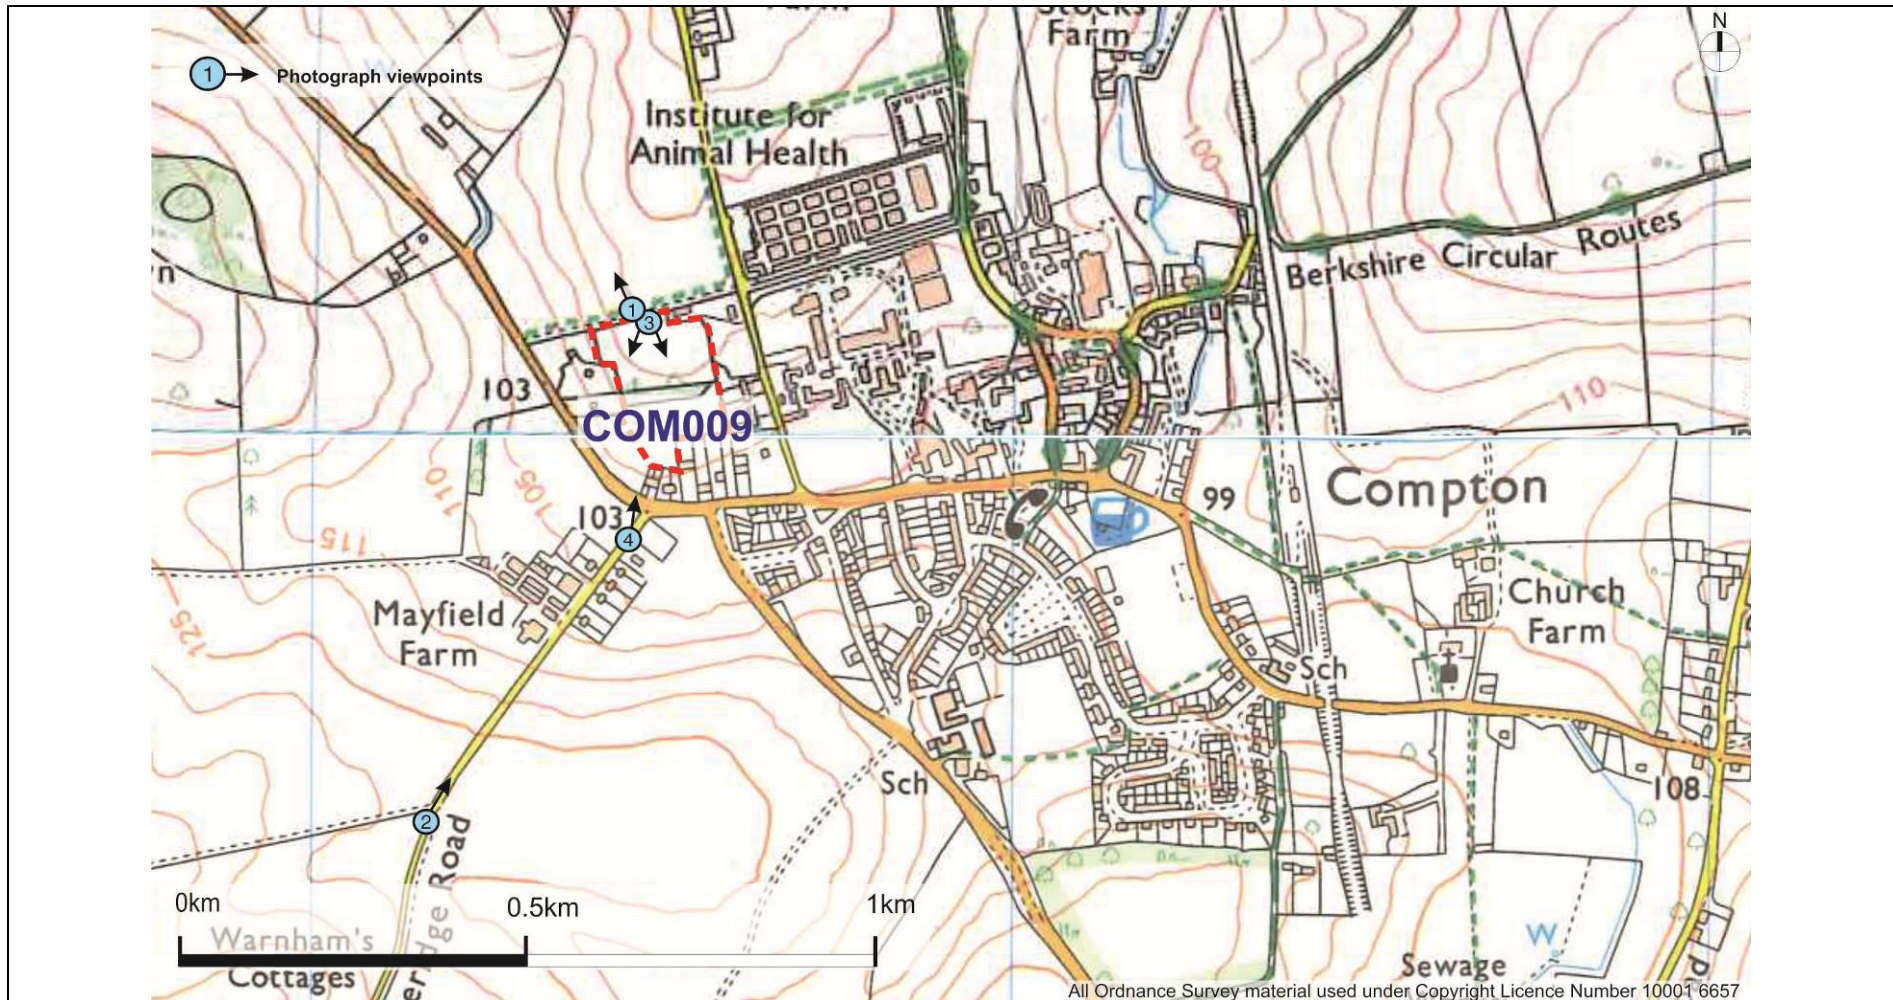 Farm
Stocks
Farm
N
1 Photograph viewpoints
W
Institute for
Animal Health
100
Berkshire Circular Routes
n
1
3
103
COM009
110
110
105
115
103
4
99
Compton
125
Mayfield
Farm
Church
Farm
Sch
Sch
108
2
Road
0km
0.5km
1km
Warnham's
Cottages
W
Sewage
All Ordnance Survey material used under Copyright Licence Number 10001 6657